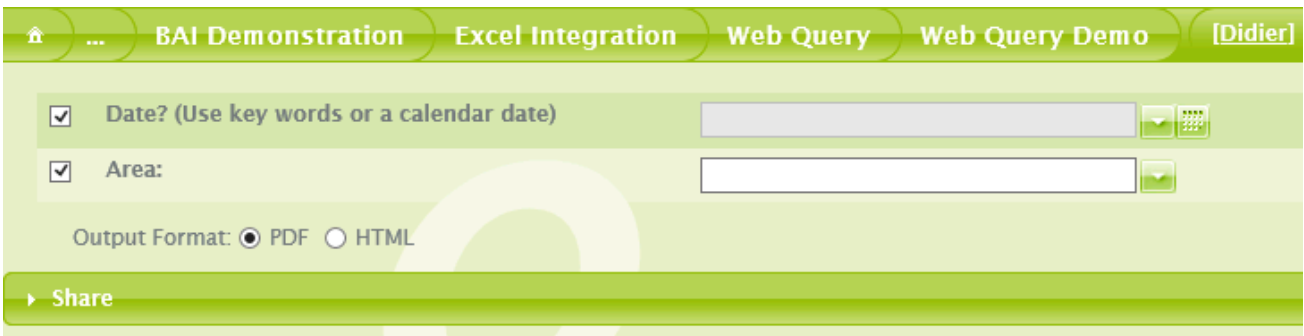 ... BAI Demonstration Excel Integration Web Query Web Query Demo [Didier]
Date? (Use key words or a calendar date)
Area:
Output Format: PDF HTML
Share